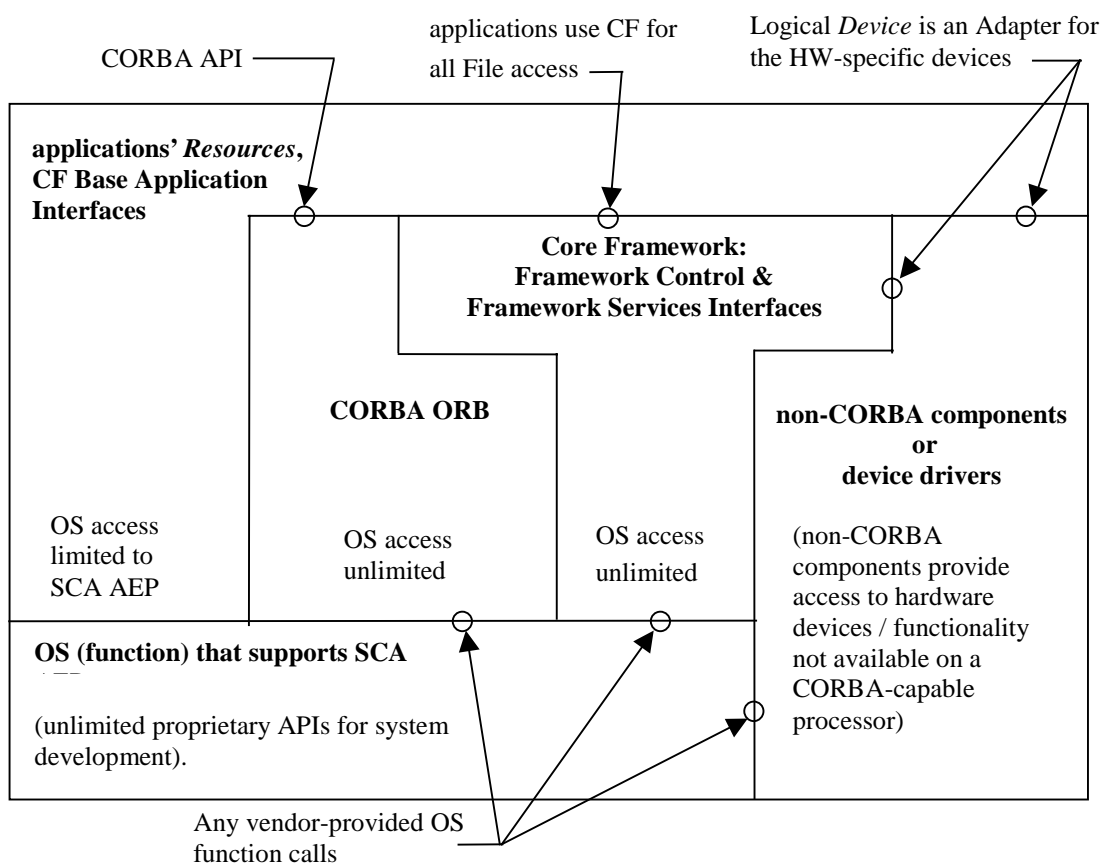 CORBA API
applications use CF for
all File access
Logical Device is an Adapter for
the HW-specific devices
applications’ Resources,
CF Base Application
Interfaces
Core Framework:
Framework Control &
Framework Services Interfaces
CORBA ORB
non-CORBA components
or
device drivers
(non-CORBA
components provide
access to hardware
devices / functionality
not available on a
CORBA-capable
processor)
OS access
limited to
SCA AEP
OS access
unlimited
OS access
unlimited
OS (function) that supports SCA
(unlimited proprietary APIs for system
development).
Any vendor-provided OS
function calls